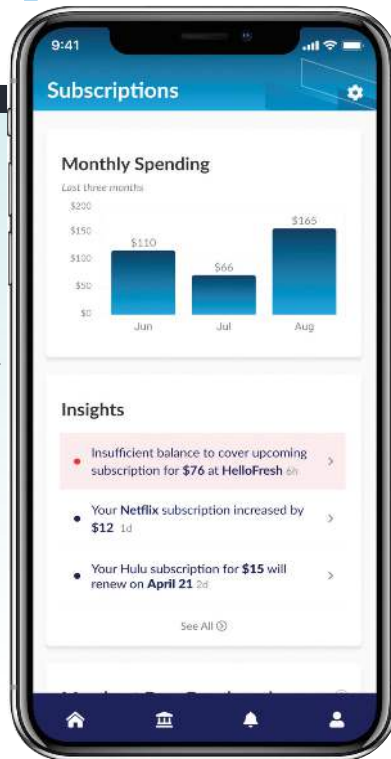 9:41
Subscriptions
Monthly Spending
Last three months
$200
$150
$100
$50
$0
$110
$66
$165
Jun
Jul
Aug
Insights
Insufficient balance to cover upcoming
subscription for $76 at HelloFresh 6h
Your Netflix subscription increased by
$12 1d
Your Hulu subscription for $15 will
renew on April 21 2d
See All